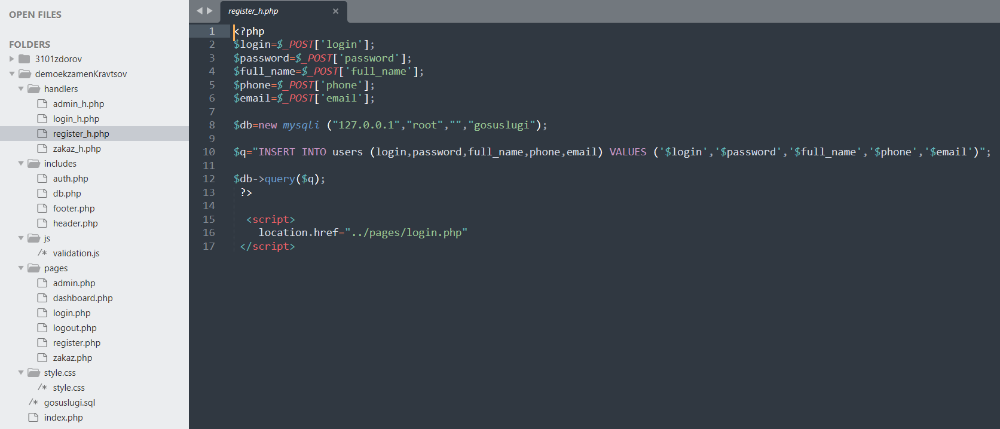 OPEN FILES
FOLDERS
3101zdorov
demoekzamenKravtsov
handlers
admin_h.php
login_h.php
register_h.php
zakaz_h.php
includes
auth.php
db.php
footer.php
header.php
js
/* validation.js
pages
admin.php
dashboard.php
login.php
logout.php
register.php
zakaz.php
style.css
/* style.css
/* gosuslugi.sql
index.php
register_h.php ×
1 <?php
2 $login=$_POST['login'];
3 $password=$_POST['password'];
4 $full_name=$_POST['full_name'];
5 $phone=$_POST['phone'];
6 $email=$_POST['email'];
7
8 $db=new mysqli ("127.0.0.1","root","","gosuslugi");
9
10 $q="INSERT INTO users (login,password,full_name,phone,email) VALUES ('$login','$password','$full_name','$phone','$email')";
11
12 $db->query($q);
13 ?>
14
15 <script>
16 location.href="../pages/login.php"
17 </script>